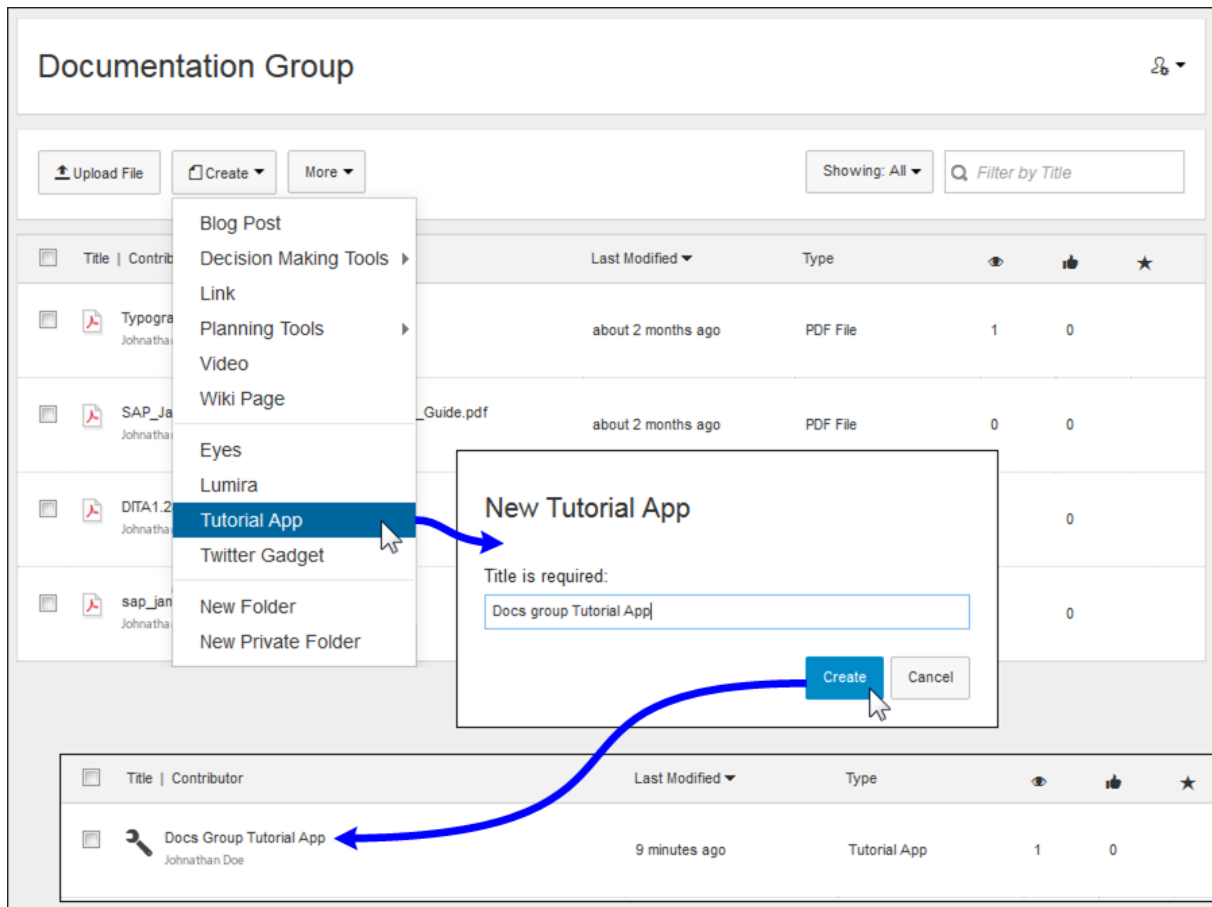 Documentation Group
Upload File Create More Showing: All Filter by Title
Blog Post
Decision Making Tools
Link
Planning Tools
Video
Wiki Page
Eyes
Lumira
Tutorial App
Twitter Gadget
New Folder
New Private Folder
Title | Contrib Last Modified Type
Typogra about 2 months ago PDF File 1 0
Johnatha
SAP_Ja _Guide.pdf about 2 months ago PDF File 0 0
Johnatha
DITA1.2 0
Johnatha
sap_jan 0
Johnatha
New Tutorial App
Title is required:
Docs group Tutorial App
Create Cancel
Title | Contributor Last Modified Type
Docs Group Tutorial App 9 minutes ago Tutorial App 1 0
Johnathan Doe